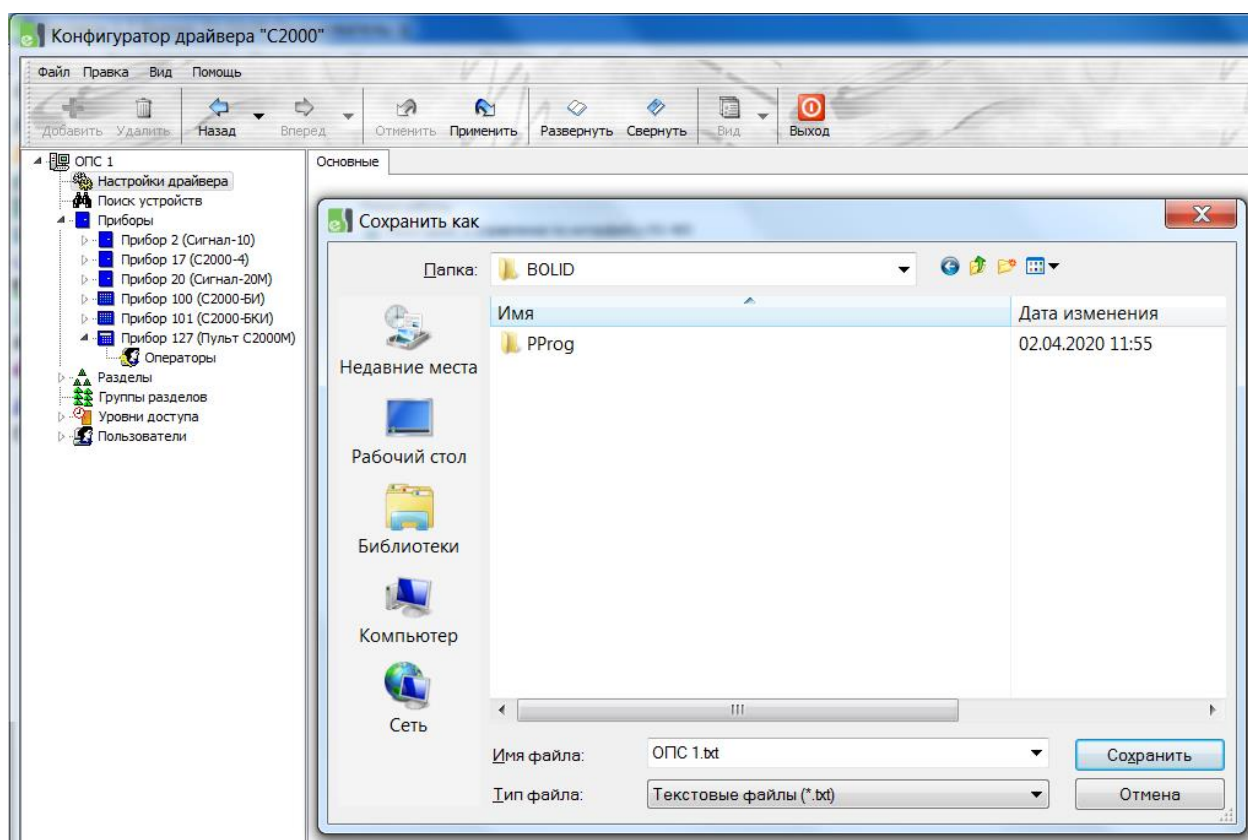 Конфигуратор драйвера "C2000"
Файл Правка Вид Помощь
Добавить Удалить Назад Вперед Отменить Применить Развернуть Свернуть Вид Выход
ОПС 1
Настройки драйвера
Поиск устройств
Приборы
Прибор 2 (Сигнал-10)
Прибор 17 (С2000-4)
Прибор 20 (Сигнал-20М)
Прибор 100 (С2000-БИ)
Прибор 101 (С2000-БКИ)
Прибор 127 (Пульт С2000М)
Операторы
Разделы
Группы разделов
Уровни доступа
Пользователи
Основные
Сохранить как
Папка: BOLID
Имя Дата изменения
PProg 02.04.2020 11:55
Недавние места
Рабочий стол
Библиотеки
Компьютер
Сеть
Имя файла: ОПС 1.txt Сохранить
Тип файла: Текстовые файлы (*.txt) Отмена